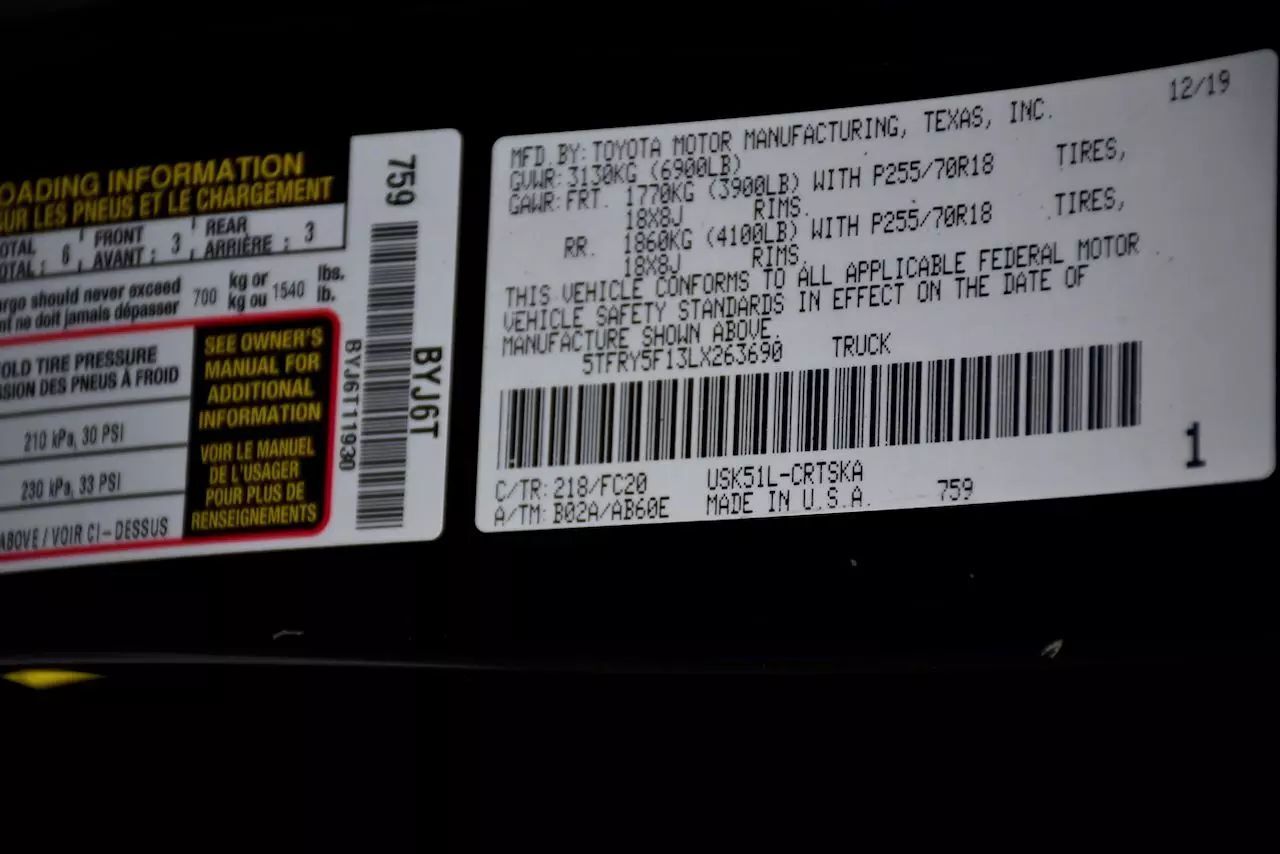 OADING INFORMATION
UR LES PNEUS ET LE CHARGEMENT
OTAL FRONT REAR
OTAL : 6 AVANT : 3 ARRIÈRE : 3
argo should never exceed 700 kg or 1540 lbs.
nt ne doit jamais dépasser kg ou lb.
OLD TIRE PRESSURE
SION DES PNEUS À FROID
210 kPa, 30 PSI
230 kPa, 33 PSI
ABOVE / VOIR CI-DESSUS
SEE OWNER'S
MANUAL FOR
ADDITIONAL
INFORMATION
VOIR LE MANUEL
DE L'USAGER
POUR PLUS DE
RENSEIGNEMENTS
759
BYJ6T11930
BYJ6T
12/19
MFD. BY: TOYOTA MOTOR MANUFACTURING, TEXAS, INC.
GVWR: 3130KG (6900LB)
GAWR: FRT. 1770KG (3900LB) WITH P255/70R18 TIRES,
18X8J RIMS.
RR. 1860KG (4100LB) WITH P255/70R18 TIRES,
18X8J RIMS.
THIS VEHICLE CONFORMS TO ALL APPLICABLE FEDERAL MOTOR
VEHICLE SAFETY STANDARDS IN EFFECT ON THE DATE OF
MANUFACTURE SHOWN ABOVE.
5TFRY5F13LX263690 TRUCK
1
C/TR: 218/FC20 USK51L-CRTSKA
A/TM: B02A/AB60E MADE IN U.S.A. 759